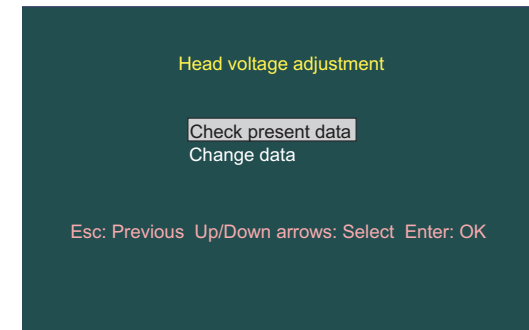 Head voltage adjustment
Check present data
Change data
Esc: Previous  Up/Down arrows: Select  Enter: OK